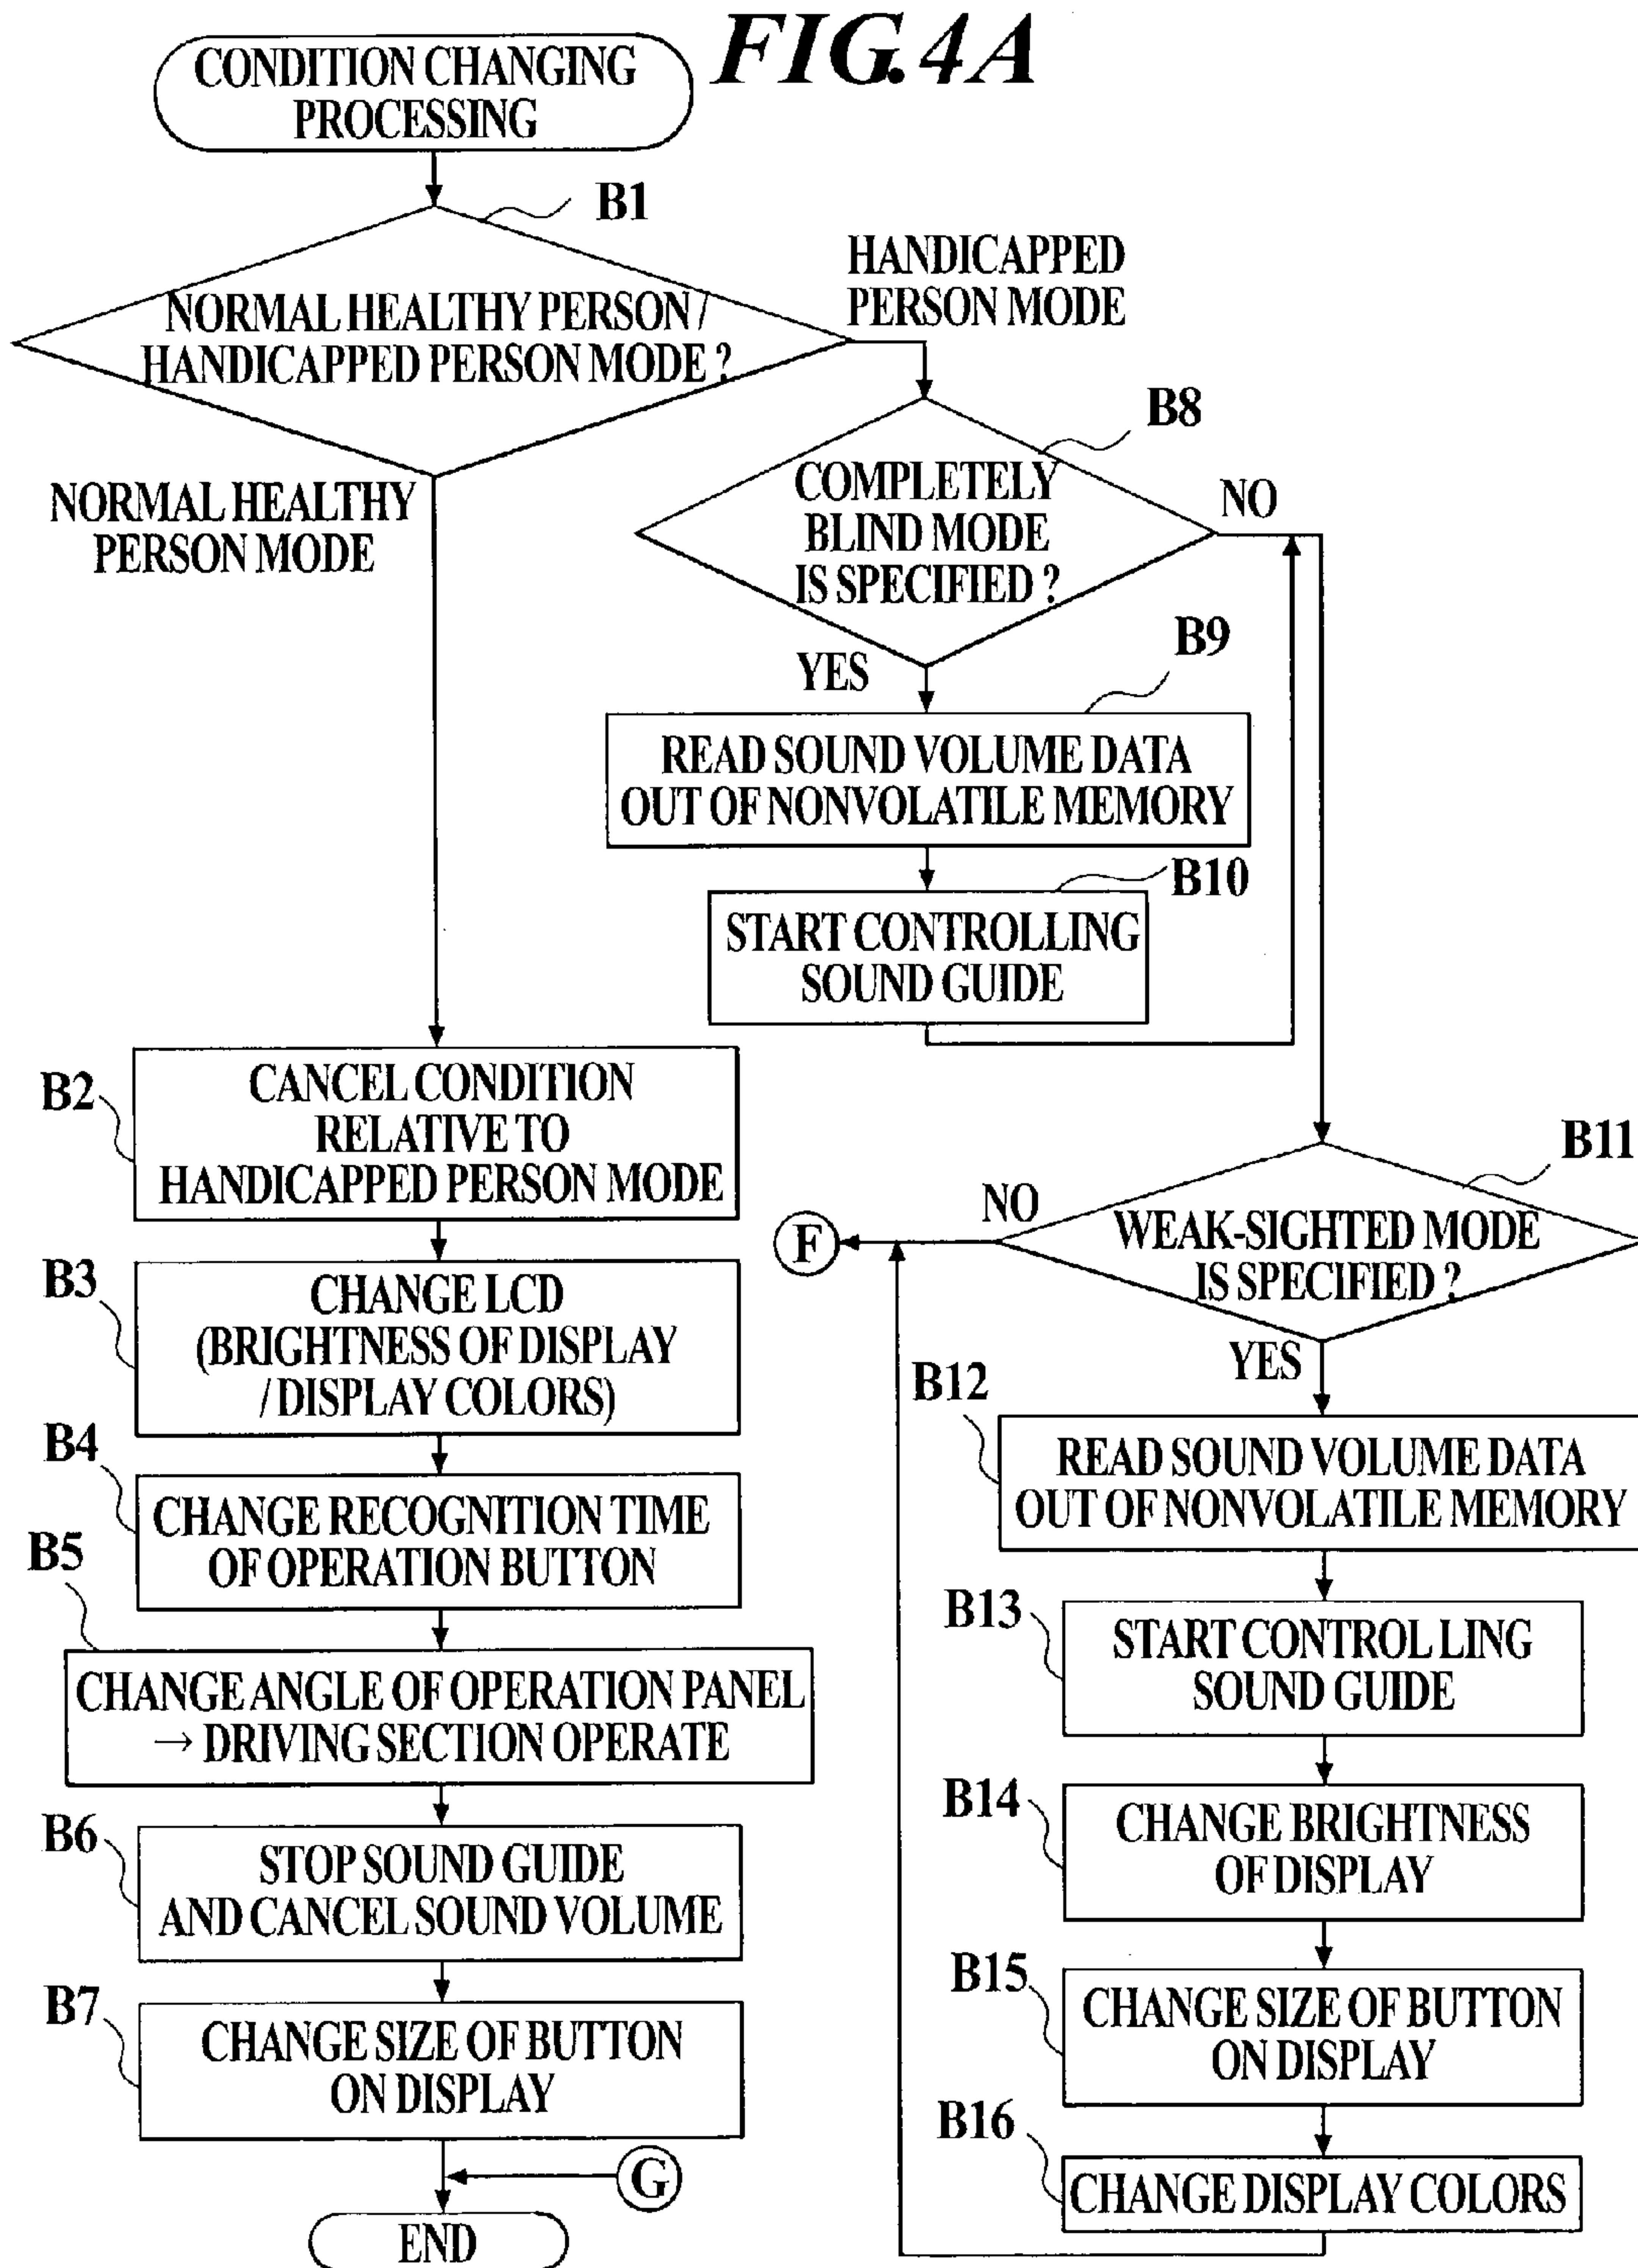 FIG. 4A
CONDITION CHANGING
PROCESSING
B1
NORMAL HEALTHY PERSON /
HANDICAPPED PERSON MODE ?
HANDICAPPED
PERSON MODE
NORMAL HEALTHY
PERSON MODE
B8
COMPLETELY
BLIND MODE
IS SPECIFIED ?
NO
YES
B9
READ SOUND VOLUME DATA
OUT OF NONVOLATILE MEMORY
B10
START CONTROLLING
SOUND GUIDE
B2
CANCEL CONDITION
RELATIVE TO
HANDICAPPED PERSON MODE
B3
CHANGE LCD
(BRIGHTNESS OF DISPLAY
/ DISPLAY COLORS)
B4
CHANGE RECOGNITION TIME
OF OPERATION BUTTON
B5
CHANGE ANGLE OF OPERATION PANEL
→ DRIVING SECTION OPERATE
B6
STOP SOUND GUIDE
AND CANCEL SOUND VOLUME
B7
CHANGE SIZE OF BUTTON
ON DISPLAY
G
END
B11
WEAK-SIGHTED MODE
IS SPECIFIED ?
NO
F
YES
B12
READ SOUND VOLUME DATA
OUT OF NONVOLATILE MEMORY
B13
START CONTROL LING
SOUND GUIDE
B14
CHANGE BRIGHTNESS
OF DISPLAY
B15
CHANGE SIZE OF BUTTON
ON DISPLAY
B16
CHANGE DISPLAY COLORS